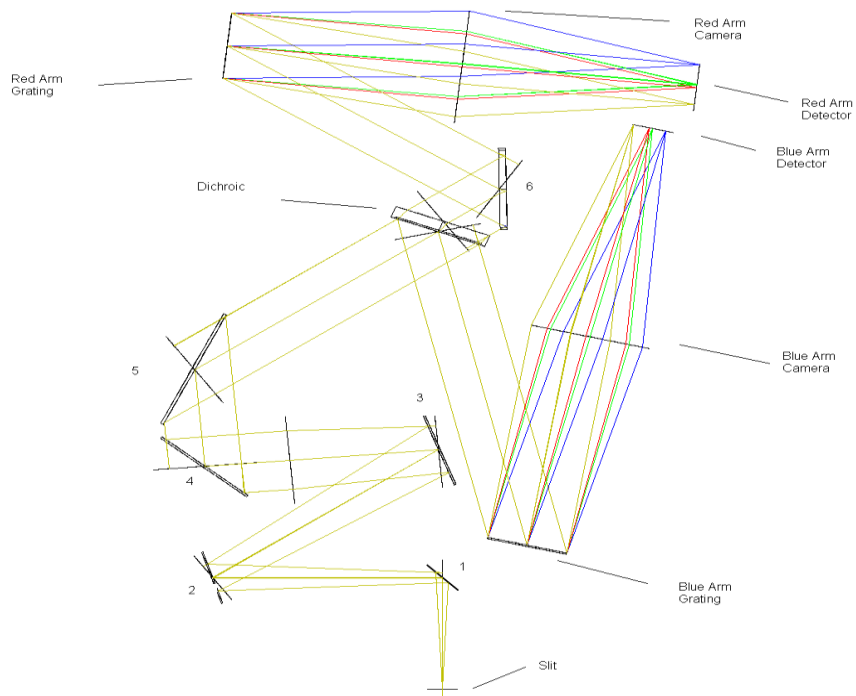 Red Arm
Camera
Red Arm
Grating
Red Arm
Detector
Blue Arm
Detector
Dichroic
6
5
Blue Arm
Camera
3
4
1
2
Blue Arm
Grating
Slit